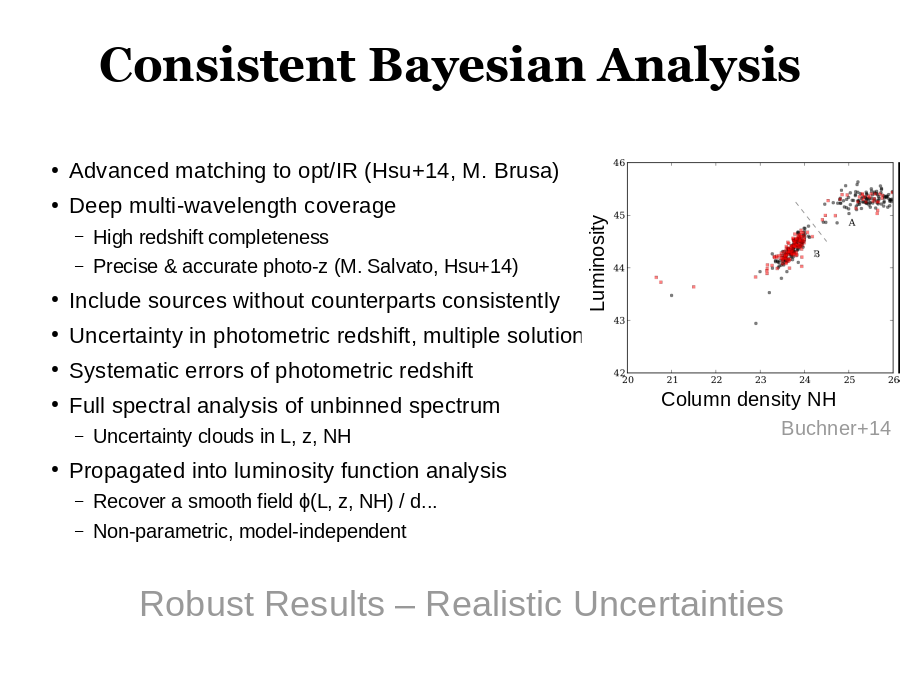 Consistent Bayesian Analysis
• Advanced matching to opt/IR (Hsu+14, M. Brusa)
• Deep multi-wavelength coverage
– High redshift completeness
– Precise & accurate photo-z (M. Salvato, Hsu+14)
• Include sources without counterparts consistently
• Uncertainty in photometric redshift, multiple solution
• Systematic errors of photometric redshift
• Full spectral analysis of unbinned spectrum
– Uncertainty clouds in L, z, NH
• Propagated into luminosity function analysis
– Recover a smooth field ϕ(L, z, NH) / d...
– Non-parametric, model-independent
Luminosity
46
45
44
43
42
A
B
20 21 22 23 24 25 26
Column density NH
Buchner+14
Robust Results – Realistic Uncertainties